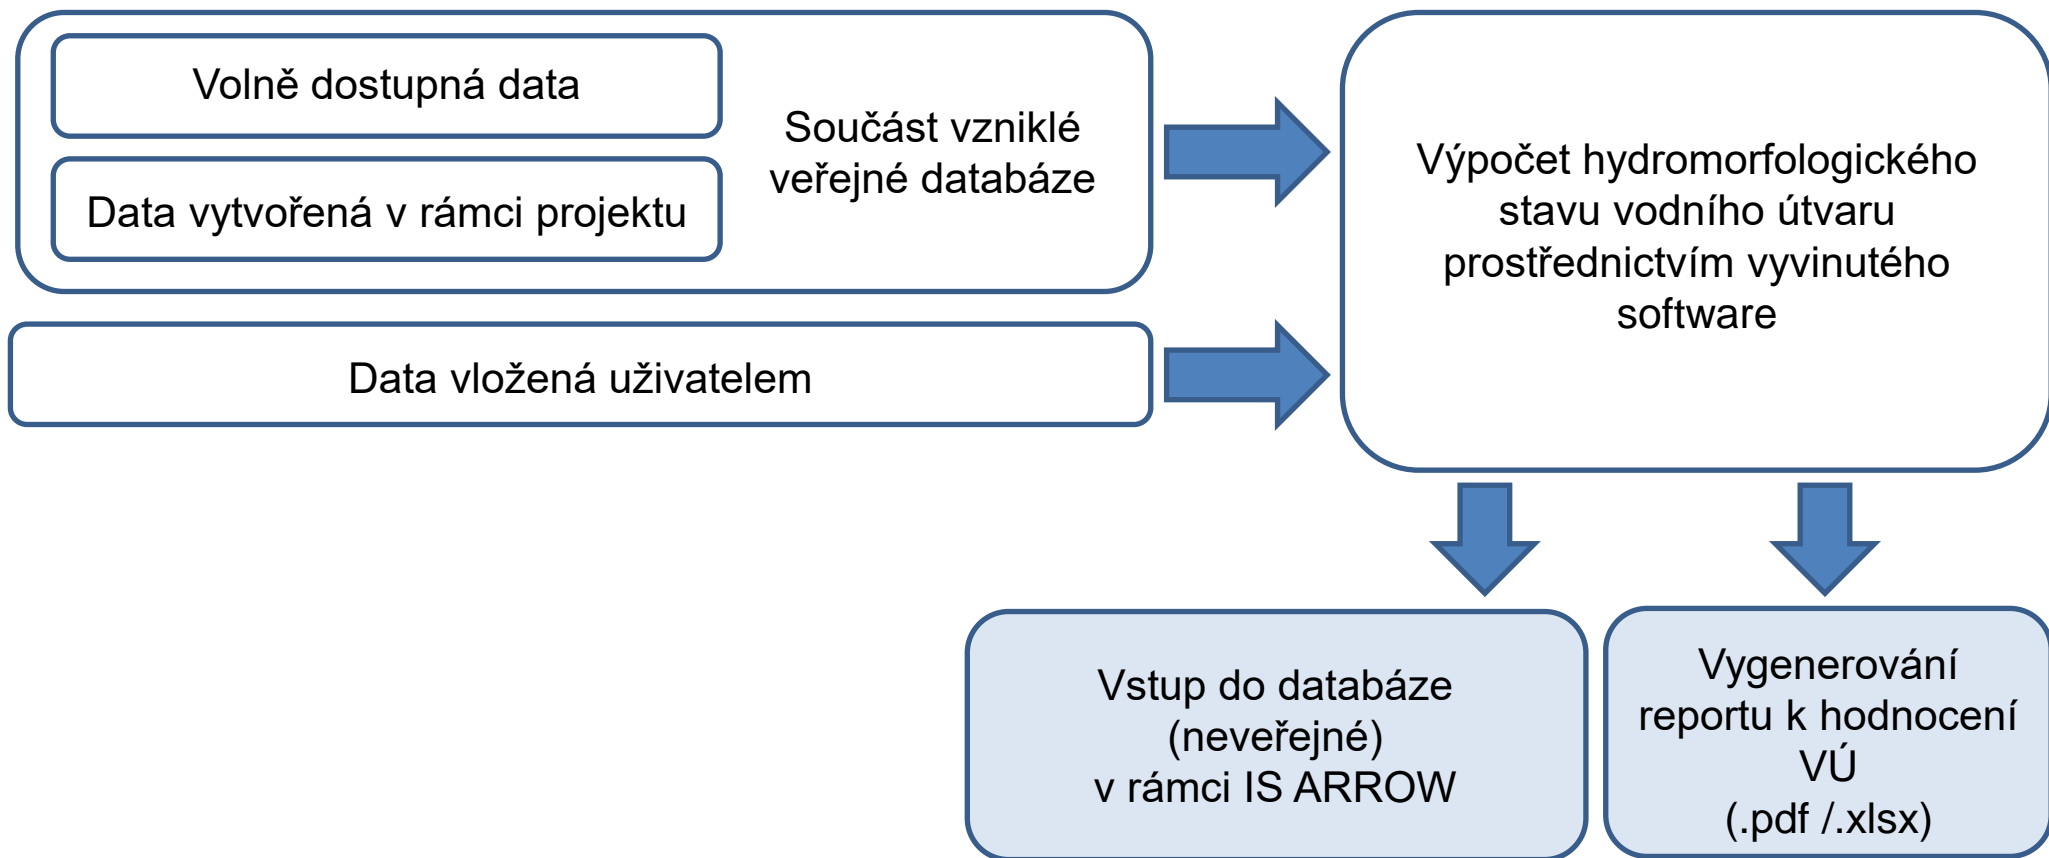 Volně dostupná data
Data vytvořená v rámci projektu
Součást vzniklé
veřejné databáze
Data vložená uživatelem
Výpočet hydromorfologického
stavu vodního útvaru
prostřednictvím vyvinutého
software
Vstup do databáze
(neveřejné)
v rámci IS ARROW
Vygenerování
reportu k hodnocení
VÚ
(.pdf /.xlsx)